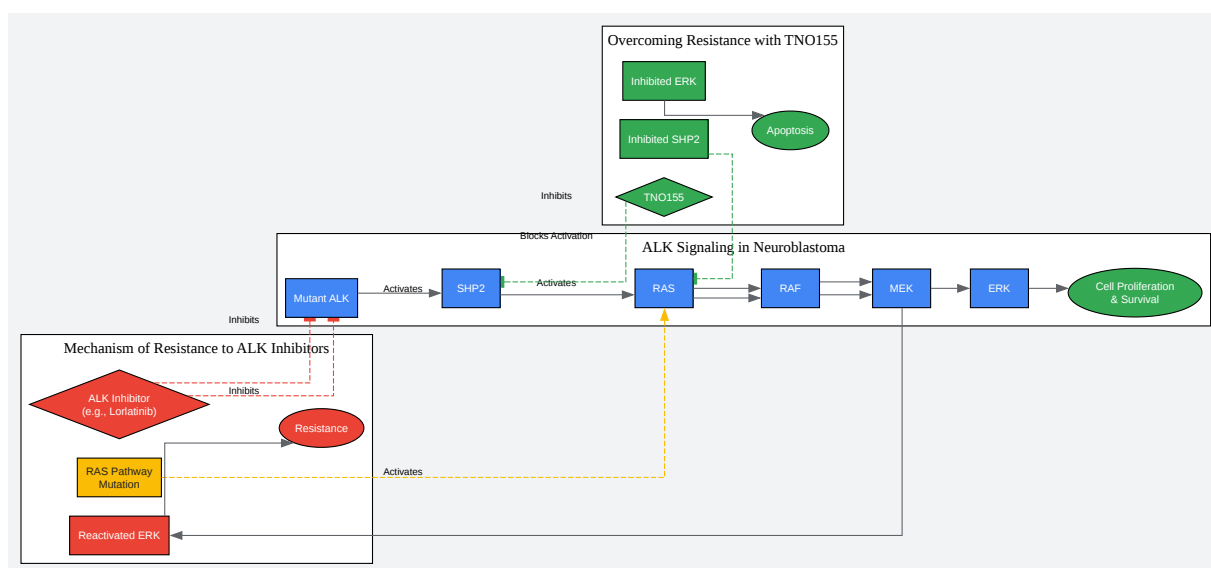 Overcoming Resistance with TNO155
Inhibited ERK
Apoptosis
Inhibited SHP2
TNO155
Inhibits
Blocks Activation
ALK Signaling in Neuroblastoma
Mutant ALK
Activates
SHP2
Activates
RAS
RAF
MEK
ERK
Cell Proliferation
& Survival
Inhibits
Mechanism of Resistance to ALK Inhibitors
ALK Inhibitor
(e.g., Lorlatinib)
Inhibits
Resistance
RAS Pathway
Mutation
Activates
Reactivated ERK